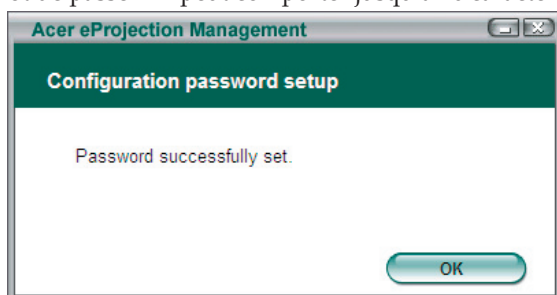 Acer eProjection Management
Configuration password setup
Password successfully set.
OK